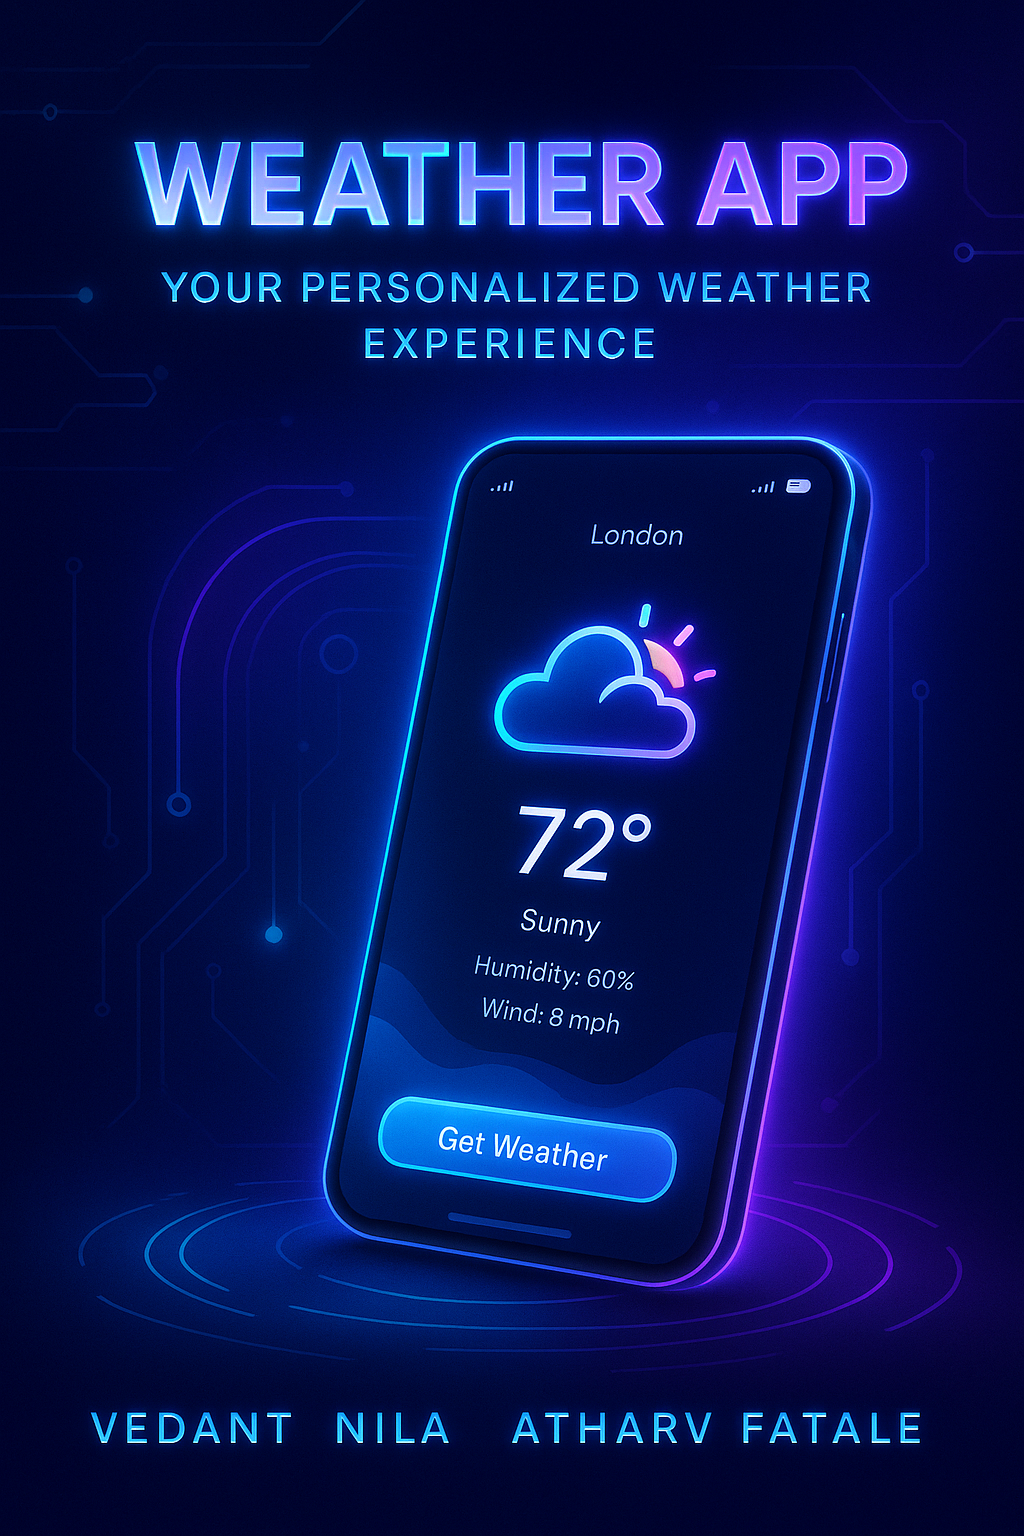 WEATHER APP
YOUR PERSONALIZED WEATHER
EXPERIENCE
London
72°
Sunny
Humidity: 60%
Wind: 8 mph
Get Weather
VEDANT NILA ATHARV FATALE